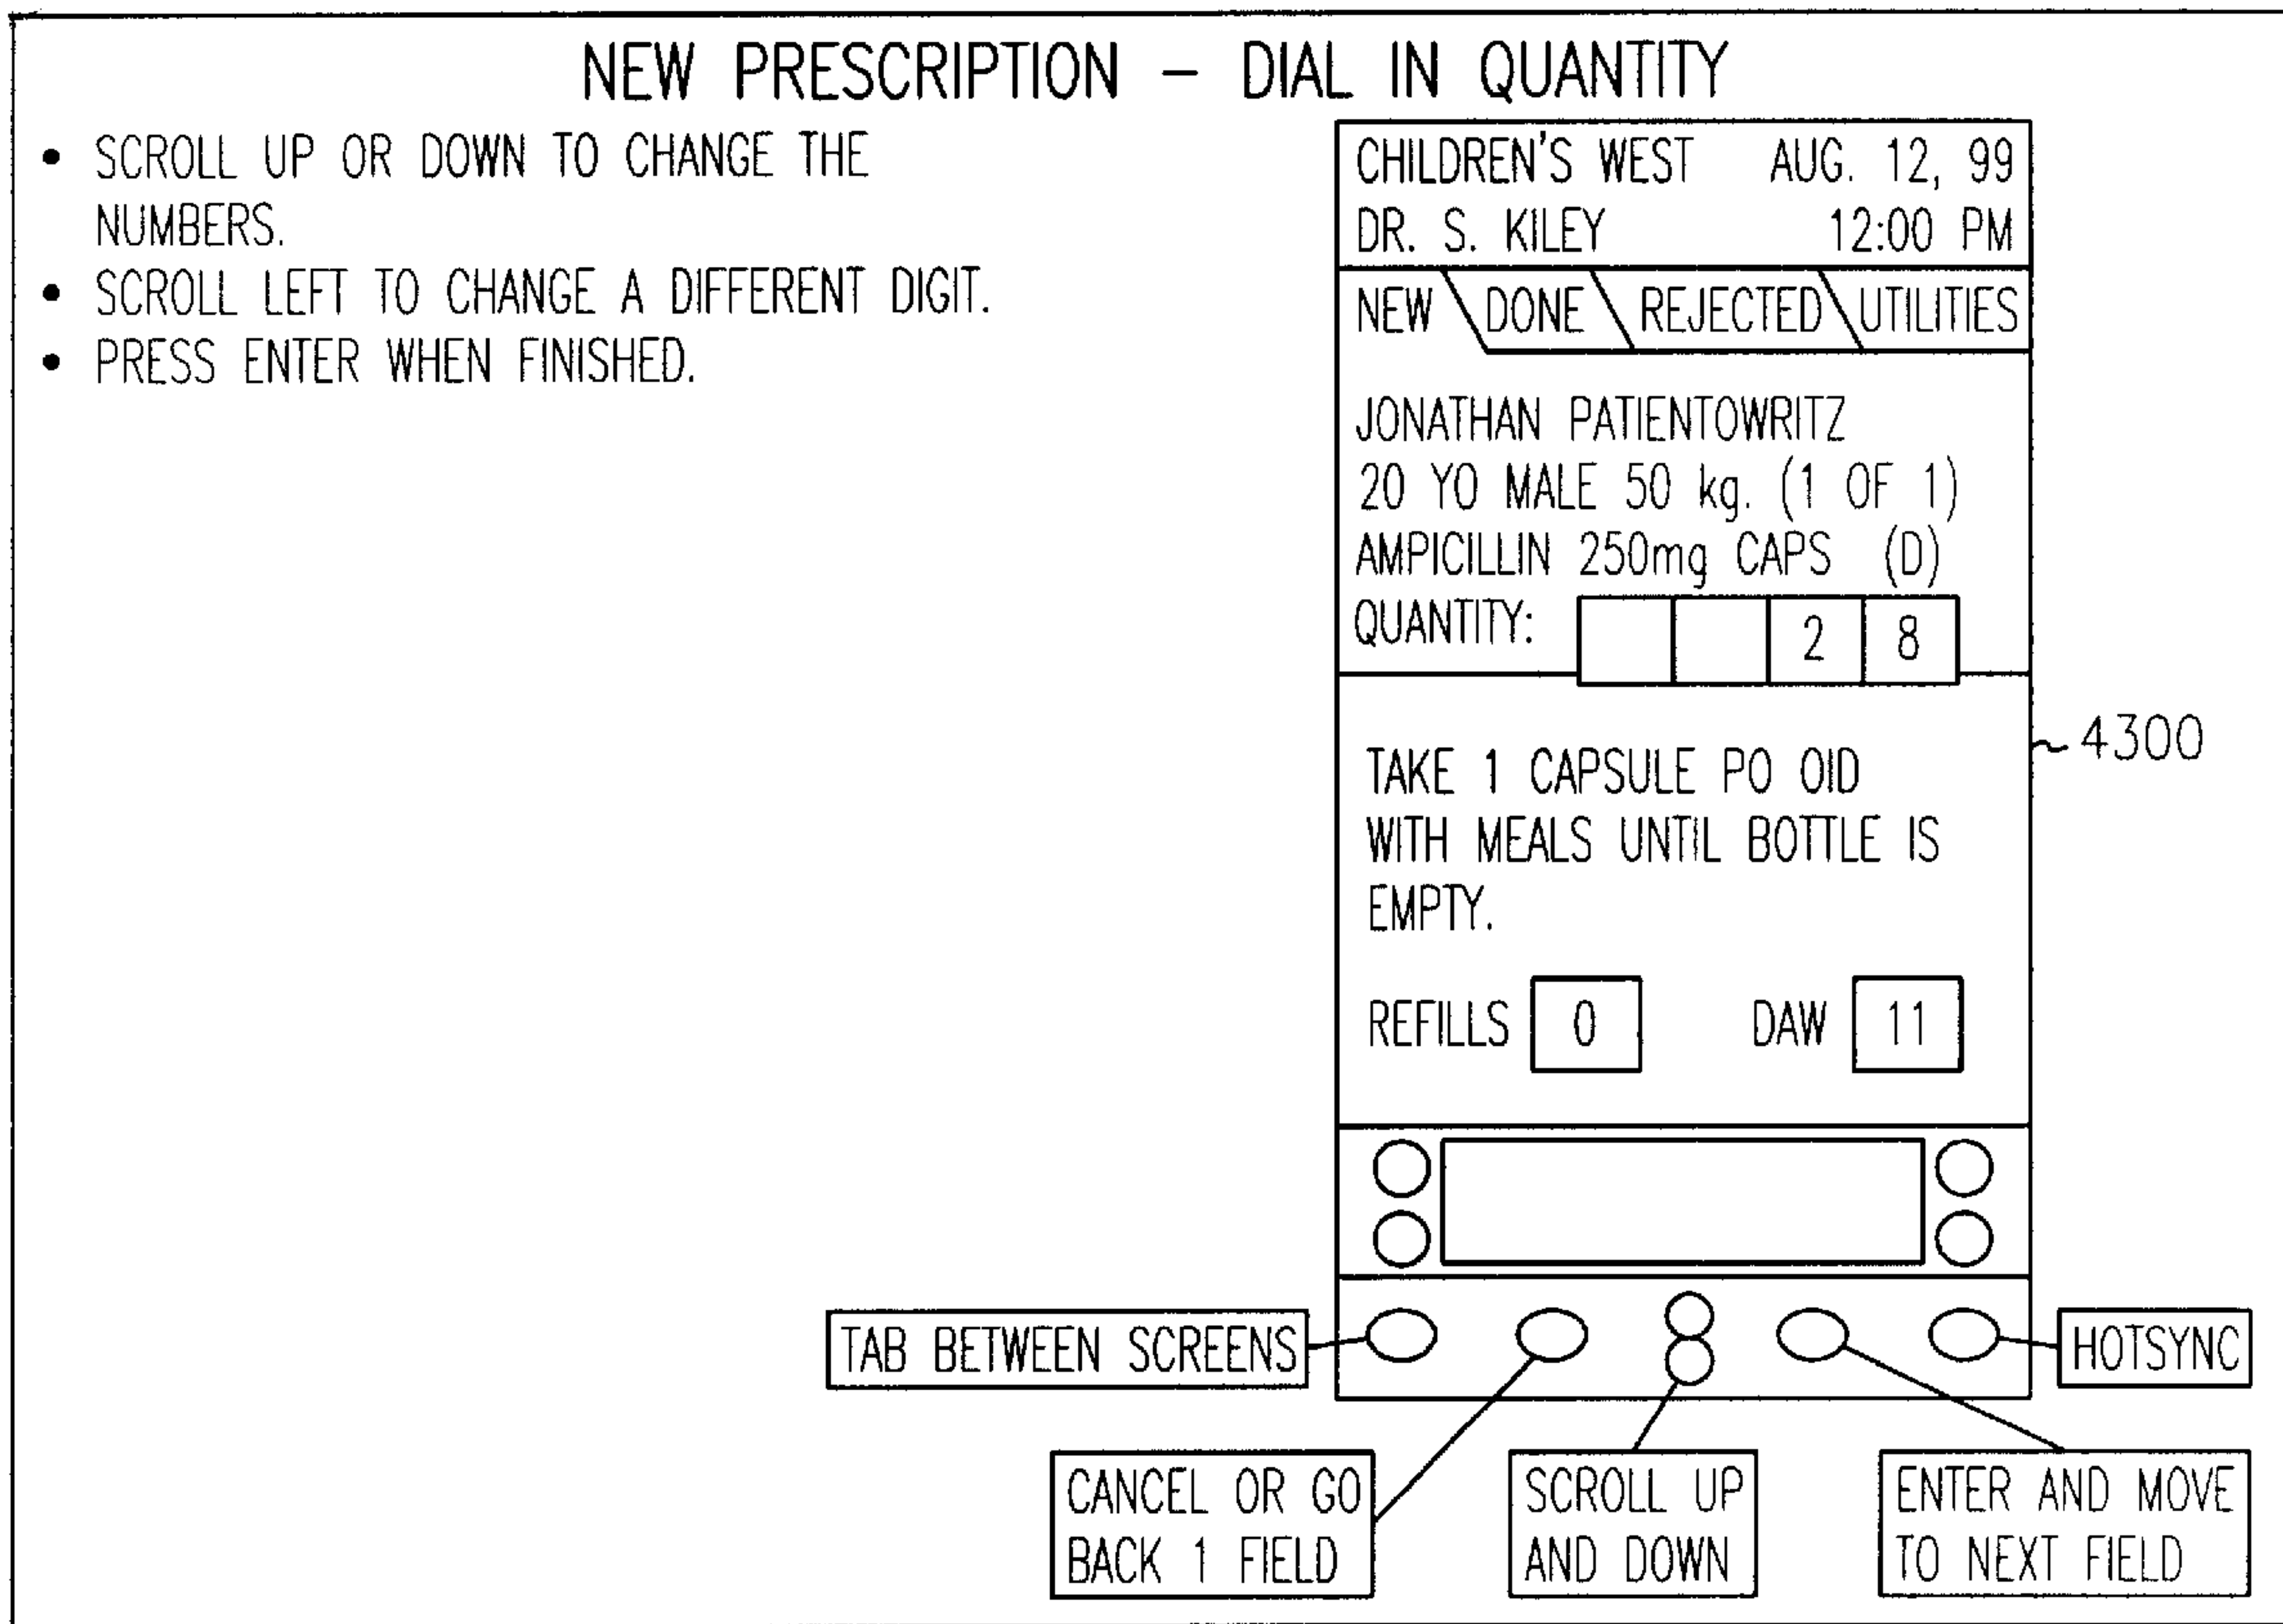 NEW PRESCRIPTION – DIAL IN QUANTITY
• SCROLL UP OR DOWN TO CHANGE THE
NUMBERS.
• SCROLL LEFT TO CHANGE A DIFFERENT DIGIT.
• PRESS ENTER WHEN FINISHED.
CHILDREN'S WEST AUG. 12, 99
DR. S. KILEY 12:00 PM
NEW DONE REJECTED UTILITIES
JONATHAN PATIENTOWRITZ
20 YO MALE 50 kg. (1 OF 1)
AMPICILLIN 250mg CAPS (D)
QUANTITY: 2 8
4300
TAKE 1 CAPSULE PO OID
WITH MEALS UNTIL BOTTLE IS
EMPTY.
REFILLS 0 DAW 11
TAB BETWEEN SCREENS
HOTSYNC
CANCEL OR GO
BACK 1 FIELD
SCROLL UP
AND DOWN
ENTER AND MOVE
TO NEXT FIELD